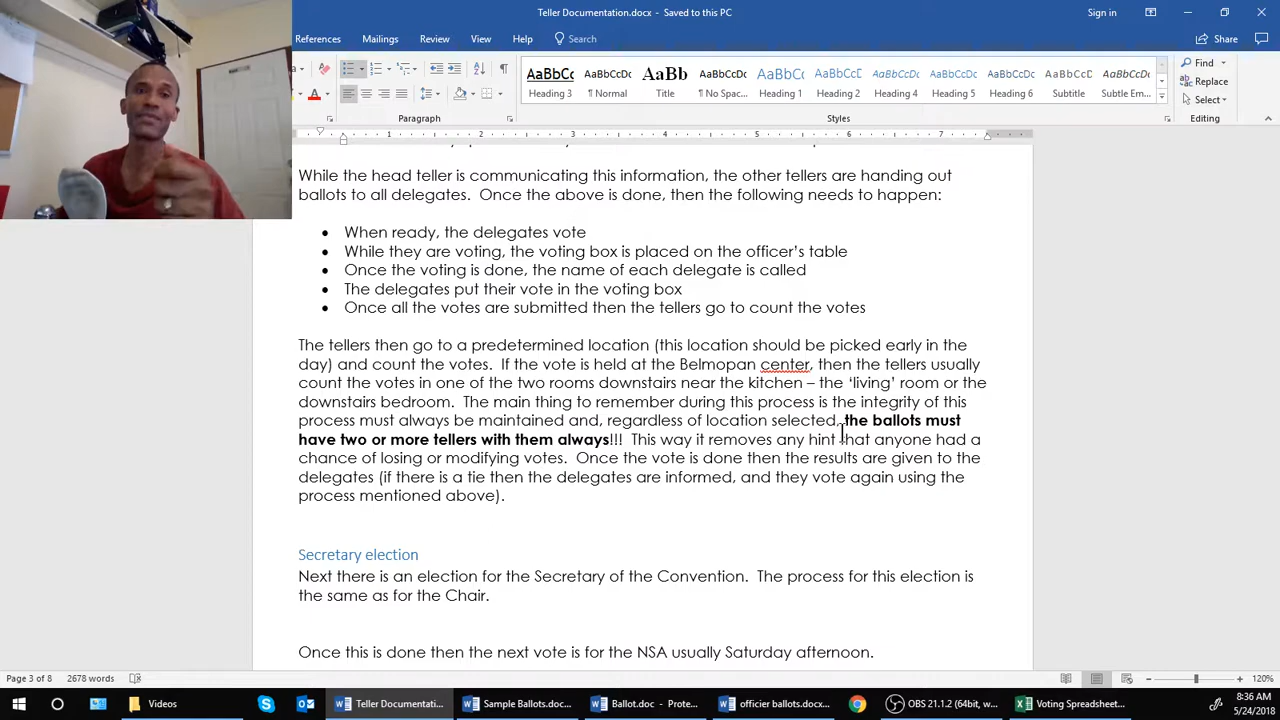 Teller Documentation.docx - Saved to this PC
Sign in
References Mailings Review View Help Search
Share
AaBbCc AaBbCcDc AaBb AaBbCcDc AaBbCcI AaBbCcD AaBbCcDc AaBbCcD AaBbCcD AaBbCcD AaBbCcDc
Heading 3 ¶ Normal Title ¶ No Spac... Heading 1 Heading 2 Heading 4 Heading 5 Heading 6 Subtitle Subtle Em...
Find
Replace
Select
Paragraph Styles Editing
1 2 3 4 5 6 7
While the head teller is communicating this information, the other tellers are handing out
ballots to all delegates. Once the above is done, then the following needs to happen:
• When ready, the delegates vote
• While they are voting, the voting box is placed on the officer's table
• Once the voting is done, the name of each delegate is called
• The delegates put their vote in the voting box
• Once all the votes are submitted then the tellers go to count the votes
The tellers then go to a predetermined location (this location should be picked early in the
day) and count the votes. If the vote is held at the Belmopan center, then the tellers usually
count the votes in one of the two rooms downstairs near the kitchen – the 'living' room or the
downstairs bedroom. The main thing to remember during this process is the integrity of this
process must always be maintained and, regardless of location selected, the ballots must
have two or more tellers with them always!!! This way it removes any hint that anyone had a
chance of losing or modifying votes. Once the vote is done then the results are given to the
delegates (if there is a tie then the delegates are informed, and they vote again using the
process mentioned above).
Secretary election
Next there is an election for the Secretary of the Convention. The process for this election is
the same as for the Chair.
Once this is done then the next vote is for the NSA usually Saturday afternoon.
Page 3 of 8 2678 words
120%
Videos Teller Documentati... Sample Ballots.doc... Ballot.doc - Prote... officier ballots.docx... OBS 21.1.2 (64bit, w... Voting Spreadsheet...
8:36 AM
5/24/2018